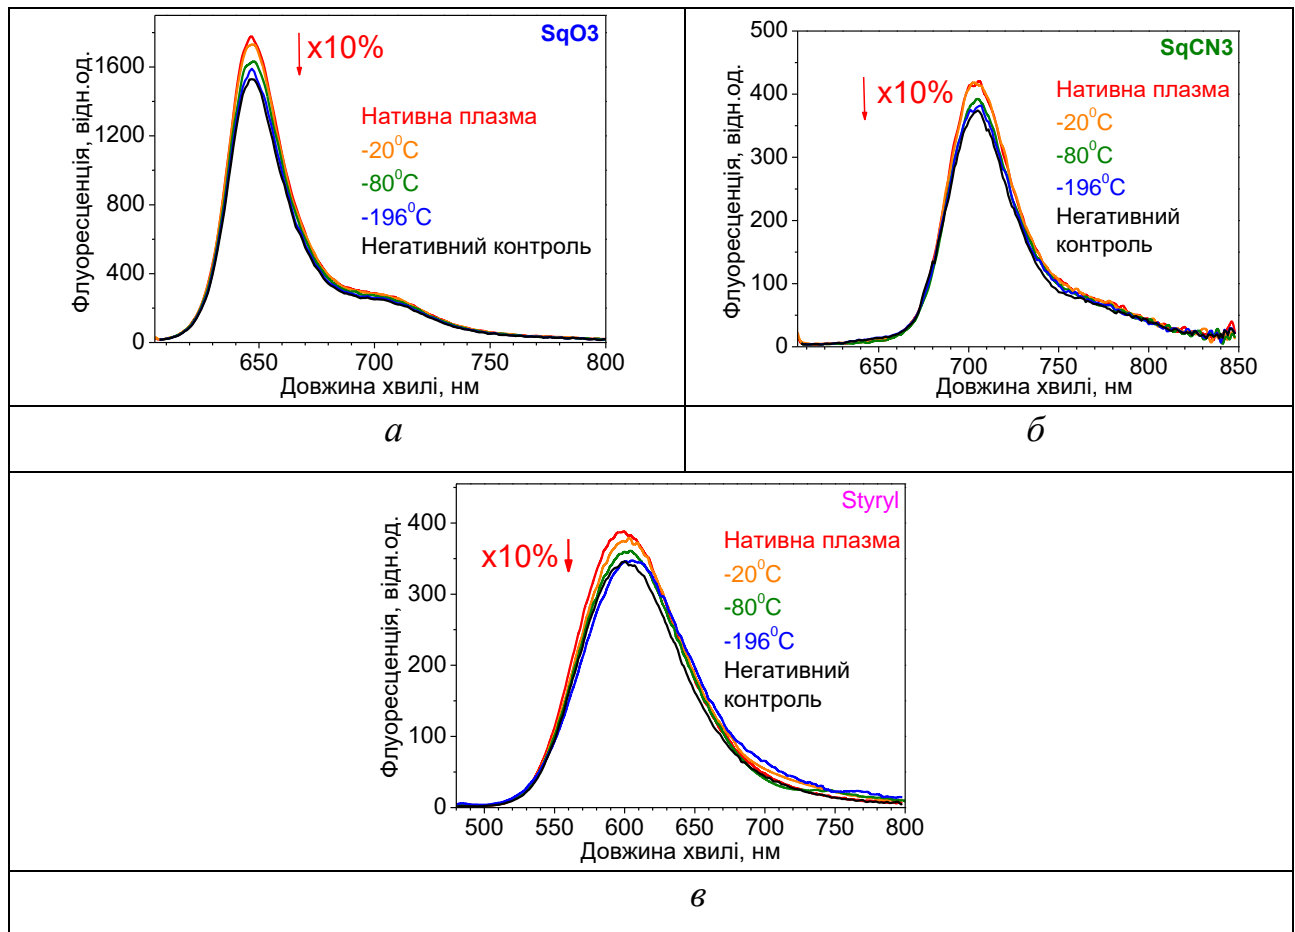 SqO3
x10%
Нативна плазма
-20⁰C
-80⁰C
-196⁰C
Негативний контроль
Флуоресценція, відн.од.
1600
1200
800
400
0
650 700 750 800
Довжина хвилі, нм
а
SqCN3
x10%
Нативна плазма
-20⁰C
-80⁰C
-196⁰C
Негативний
контроль
Флуоресценція, відн.од.
500
400
300
200
100
0
650 700 750 800 850
Довжина хвилі, нм
б
Styryl
x10%
Нативна плазма
-20⁰C
-80⁰C
-196⁰C
Негативний
контроль
Флуоресценція, відн.од.
400
300
200
100
0
500 550 600 650 700 750 800
Довжина хвилі, нм
в